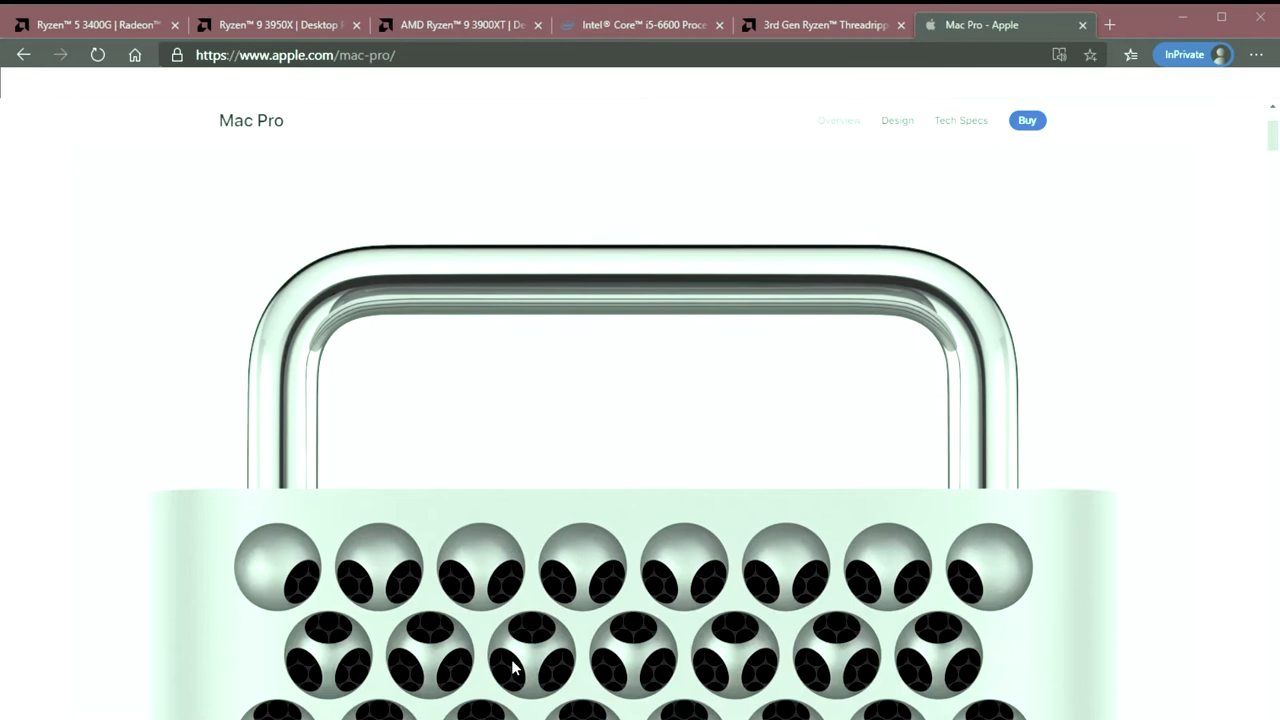 Ryzen™ 5 3400G | Radeon™
Ryzen™ 9 3950X | Desktop
AMD Ryzen™ 9 3900XT | De
Intel® Core™ i5-6600 Proce
3rd Gen Ryzen™ Threadripp
Mac Pro - Apple
https://www.apple.com/mac-pro/
InPrivate
Mac Pro
Overview
Design
Tech Specs
Buy